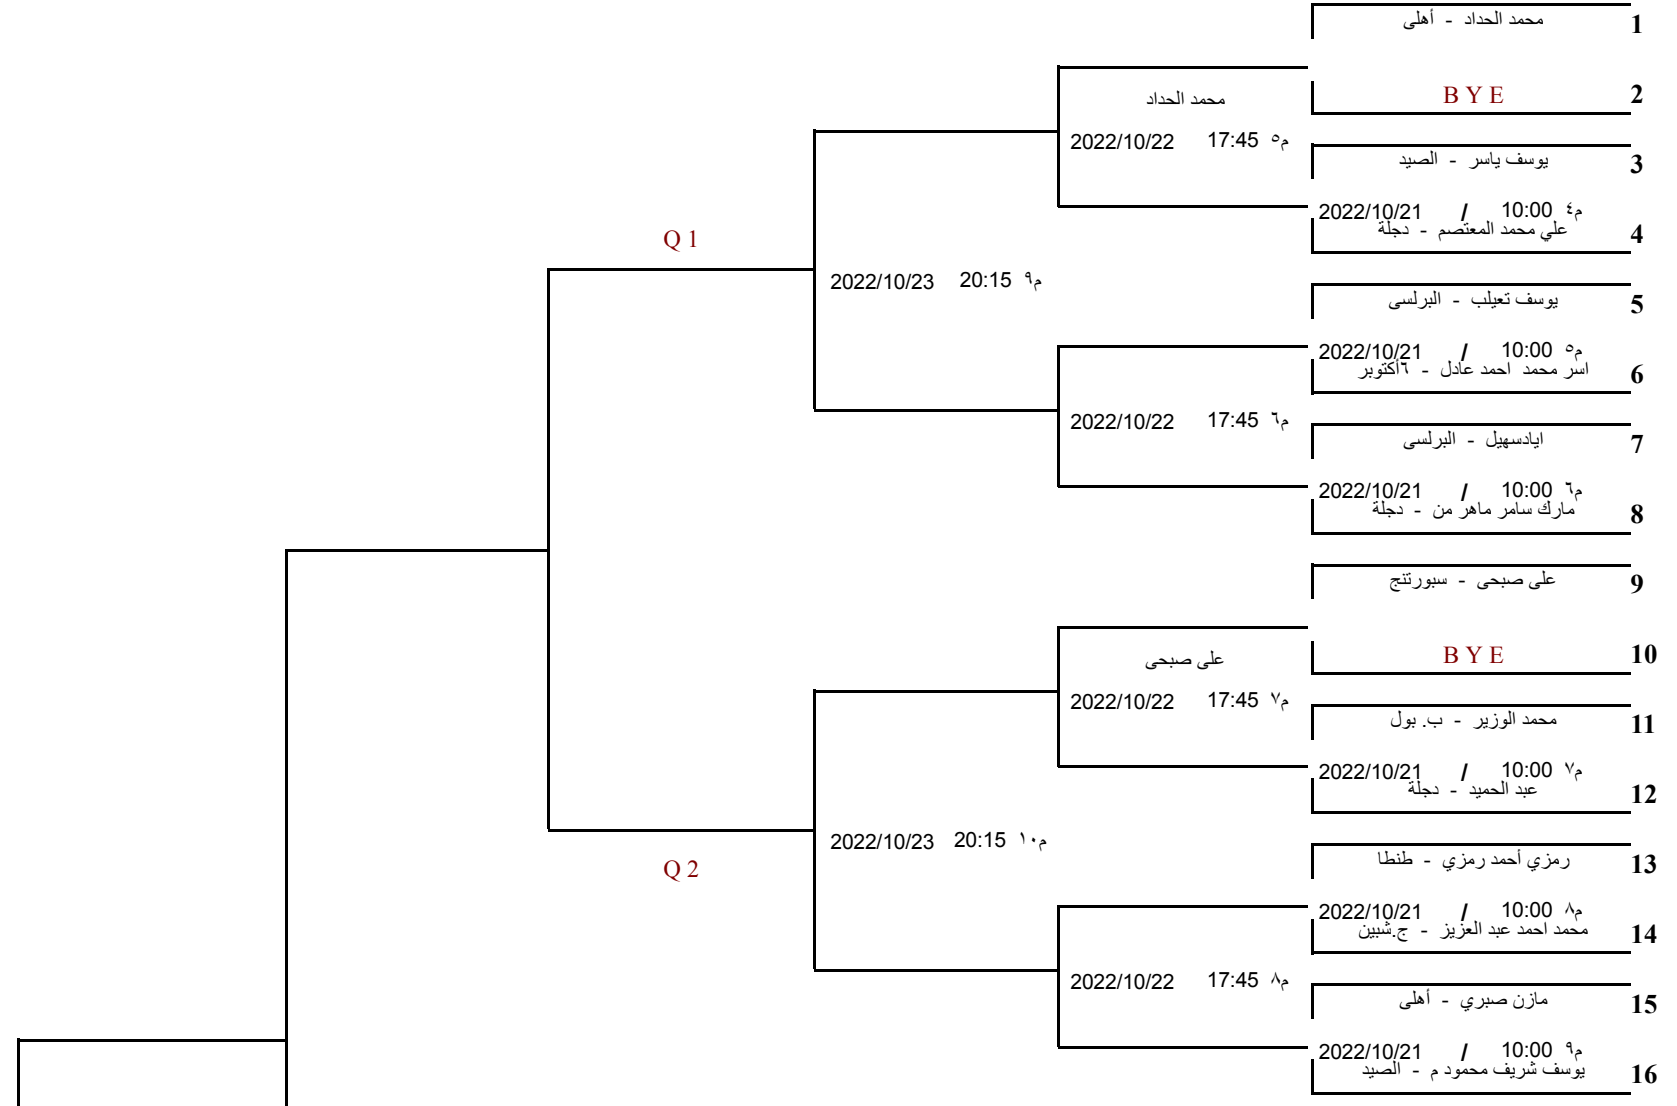 محمد الحداد - أهلى 1
B Y E 2
محمد الحداد
2022/10/22 17:45 م٥
يوسف ياسر - الصيد 3
2022/10/21 / 10:00 م٤
علي محمد المعتصم - دجلة 4
Q 1
2022/10/23 20:15 م٩
يوسف تعيلب - البرلسى 5
2022/10/21 / 10:00 م٥
اسر محمد احمد عادل - ٦أكتوبر 6
2022/10/22 17:45 م٦
ايادسهيل - البرلسى 7
2022/10/21 / 10:00 م٦
مارك سامر ماهر من - دجلة 8
على صبحى - سبورتنج 9
B Y E 10
على صبحى
2022/10/22 17:45 م٧
محمد الوزير - ب. بول 11
2022/10/21 / 10:00 م٧
عبد الحميد - دجلة 12
2022/10/23 20:15 م١٠
Q 2
رمزي أحمد رمزي - طنطا 13
2022/10/21 / 10:00 م٨
محمد احمد عبد العزيز - ج.شبين 14
2022/10/22 17:45 م٨
مازن صبري - أهلى 15
2022/10/21 / 10:00 م٩
يوسف شريف محمود م - الصيد 16